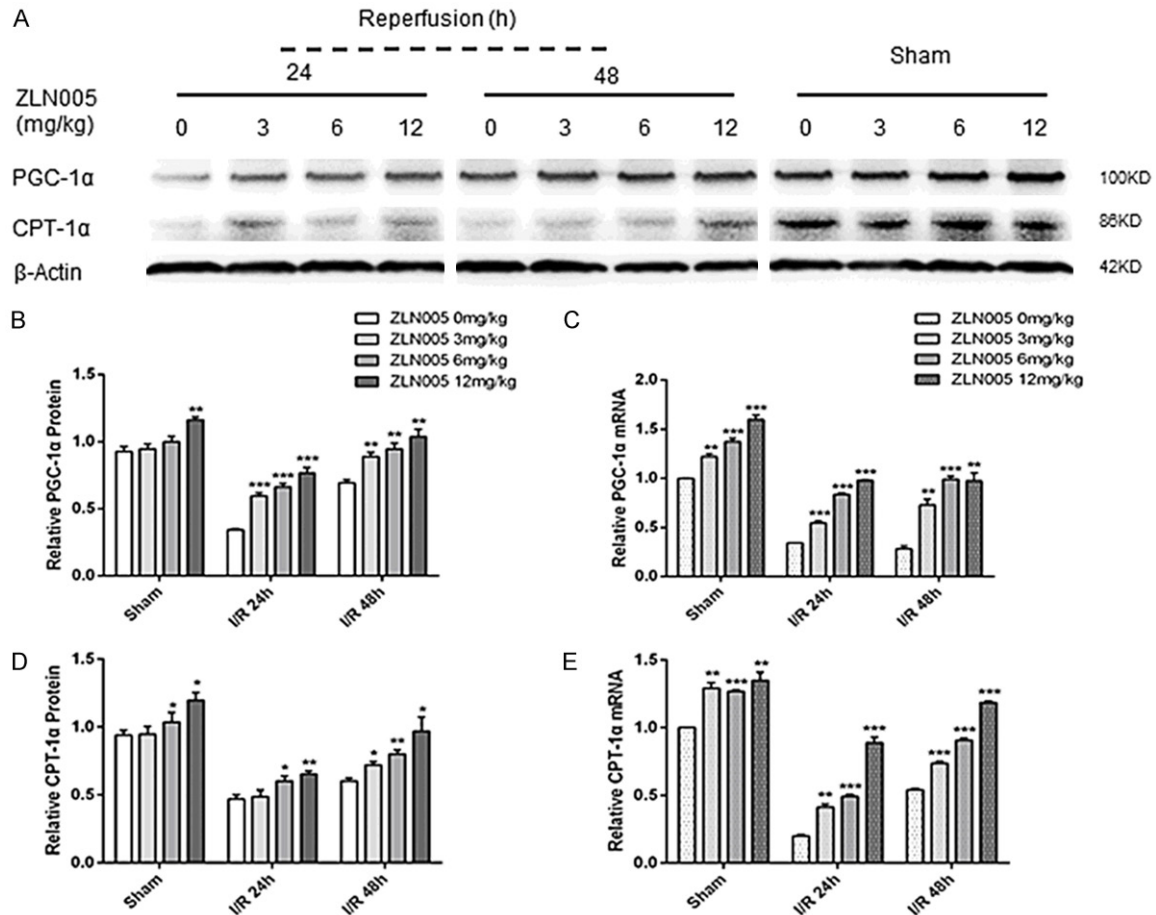 A
Reperfusion (h)
24
48
Sham
ZLN005
(mg/kg)
0 3 6 12 0 3 6 12 0 3 6 12
PGC-1α 100KD
CPT-1α 86KD
β-Actin 42KD
B
ZLN005 0mg/kg
ZLN005 3mg/kg
ZLN005 6mg/kg
ZLN005 12mg/kg
Relative PGC-1α Protein
1.5
1.0
0.5
0.0
**
*** *** ***
** ** **
Sham I/R 24h I/R 48h
C
ZLN005 0mg/kg
ZLN005 3mg/kg
ZLN005 6mg/kg
ZLN005 12mg/kg
Relative PGC-1α mRNA
2.0
1.5
1.0
0.5
0.0
** *** ***
*** *** ***
** *** **
Sham I/R 24h I/R 48h
D
Relative CPT-1α Protein
1.5
1.0
0.5
0.0
* *
* **
* ** *
Sham I/R 24h I/R 48h
E
Relative CPT-1α mRNA
1.5
1.0
0.5
0.0
** *** **
** *** ***
*** *** ***
Sham I/R 24h I/R 48h